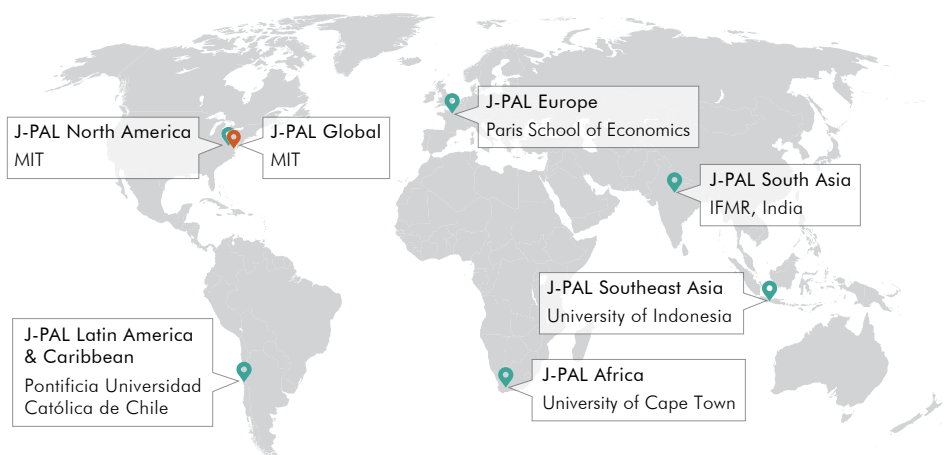 J-PAL Europe
Paris School of Economics
J-PAL North America
MIT
J-PAL Global
MIT
J-PAL South Asia
IFMR, India
J-PAL Southeast Asia
University of Indonesia
J-PAL Latin America
& Caribbean
Pontificia Universidad
Católica de Chile
J-PAL Africa
University of Cape Town